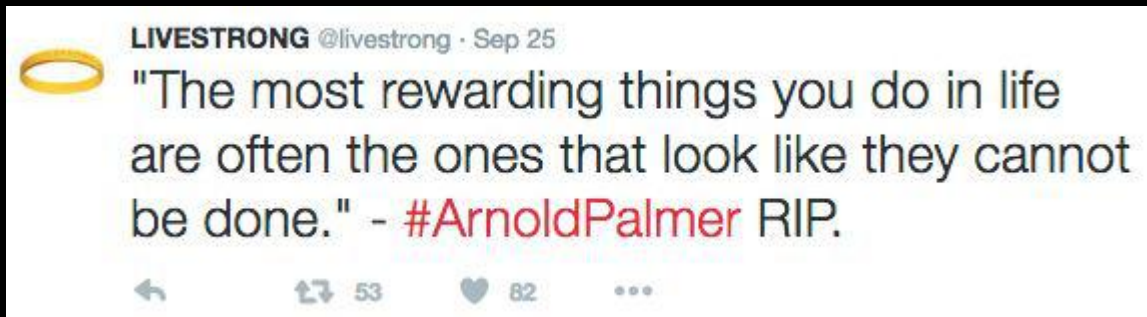 LIVESTRONG @livestrong · Sep 25
"The most rewarding things you do in life
are often the ones that look like they cannot
be done." - #ArnoldPalmer RIP.
53 82